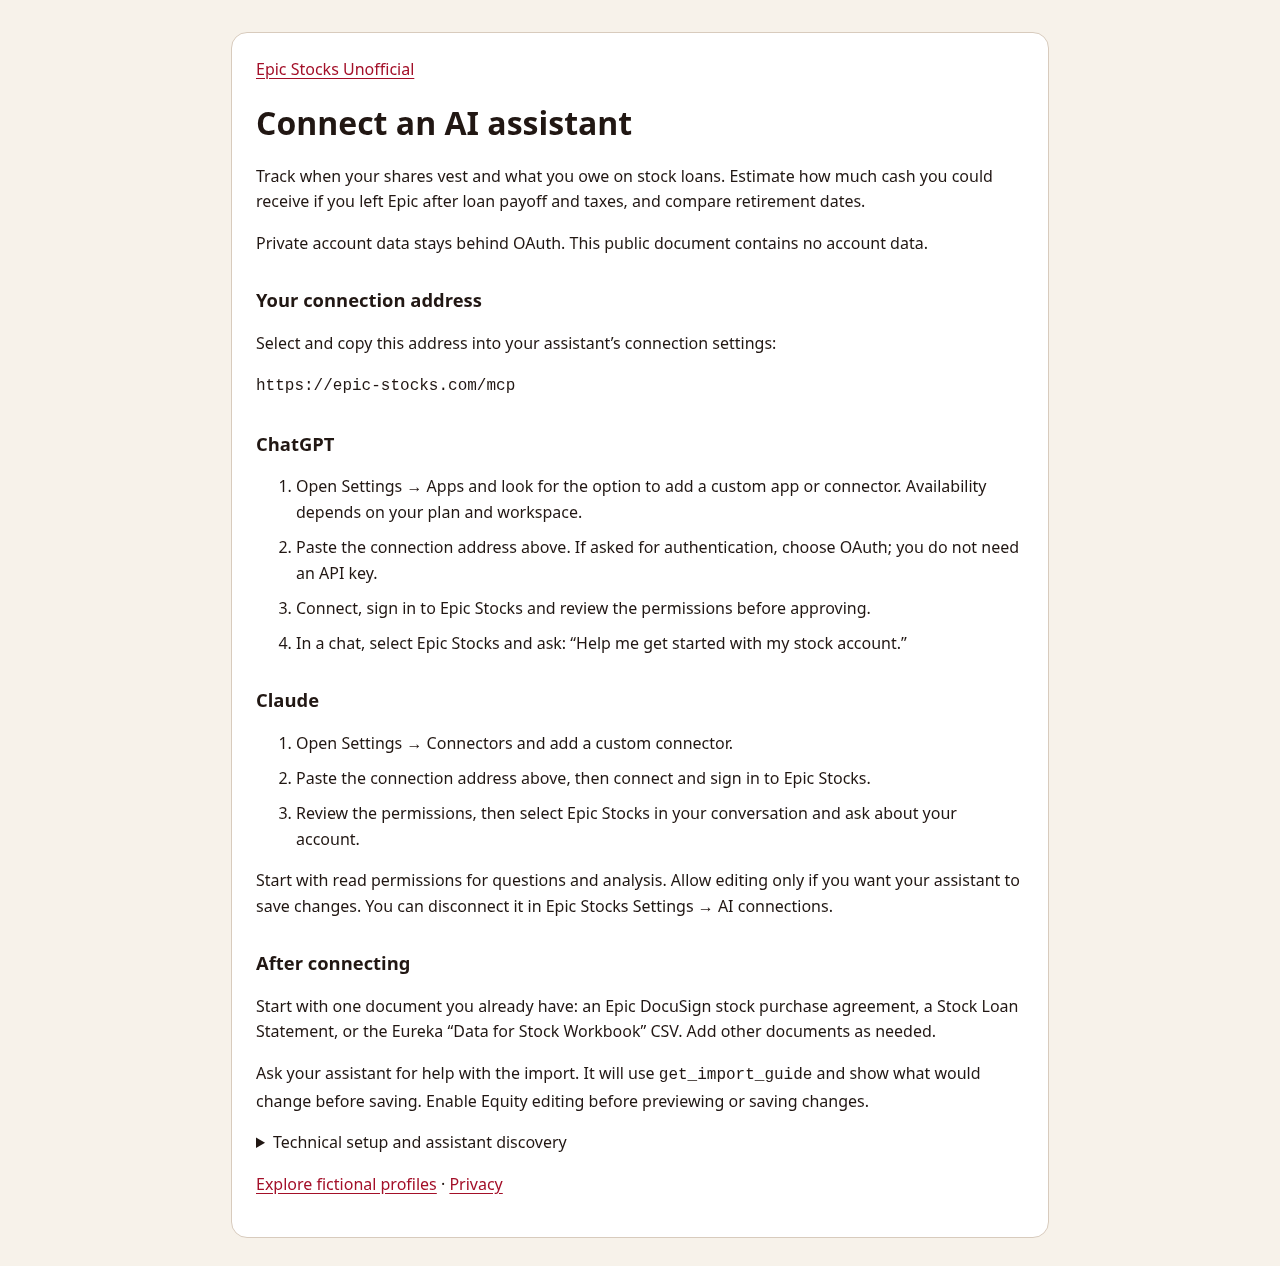 Epic Stocks Unofficial
Connect an AI assistant
Track when your shares vest and what you owe on stock loans. Estimate how much cash you could
receive if you left Epic after loan payoff and taxes, and compare retirement dates.
Private account data stays behind OAuth. This public document contains no account data.
Your connection address
Select and copy this address into your assistant’s connection settings:
https://epic-stocks.com/mcp
ChatGPT
1. Open Settings → Apps and look for the option to add a custom app or connector. Availability
depends on your plan and workspace.
2. Paste the connection address above. If asked for authentication, choose OAuth; you do not need
an API key.
3. Connect, sign in to Epic Stocks and review the permissions before approving.
4. In a chat, select Epic Stocks and ask: “Help me get started with my stock account.”
Claude
1. Open Settings → Connectors and add a custom connector.
2. Paste the connection address above, then connect and sign in to Epic Stocks.
3. Review the permissions, then select Epic Stocks in your conversation and ask about your
account.
Start with read permissions for questions and analysis. Allow editing only if you want your assistant to
save changes. You can disconnect it in Epic Stocks Settings → AI connections.
After connecting
Start with one document you already have: an Epic DocuSign stock purchase agreement, a Stock Loan
Statement, or the Eureka “Data for Stock Workbook” CSV. Add other documents as needed.
Ask your assistant for help with the import. It will use get_import_guide and show what would
change before saving. Enable Equity editing before previewing or saving changes.
Technical setup and assistant discovery
Explore fictional profiles · Privacy